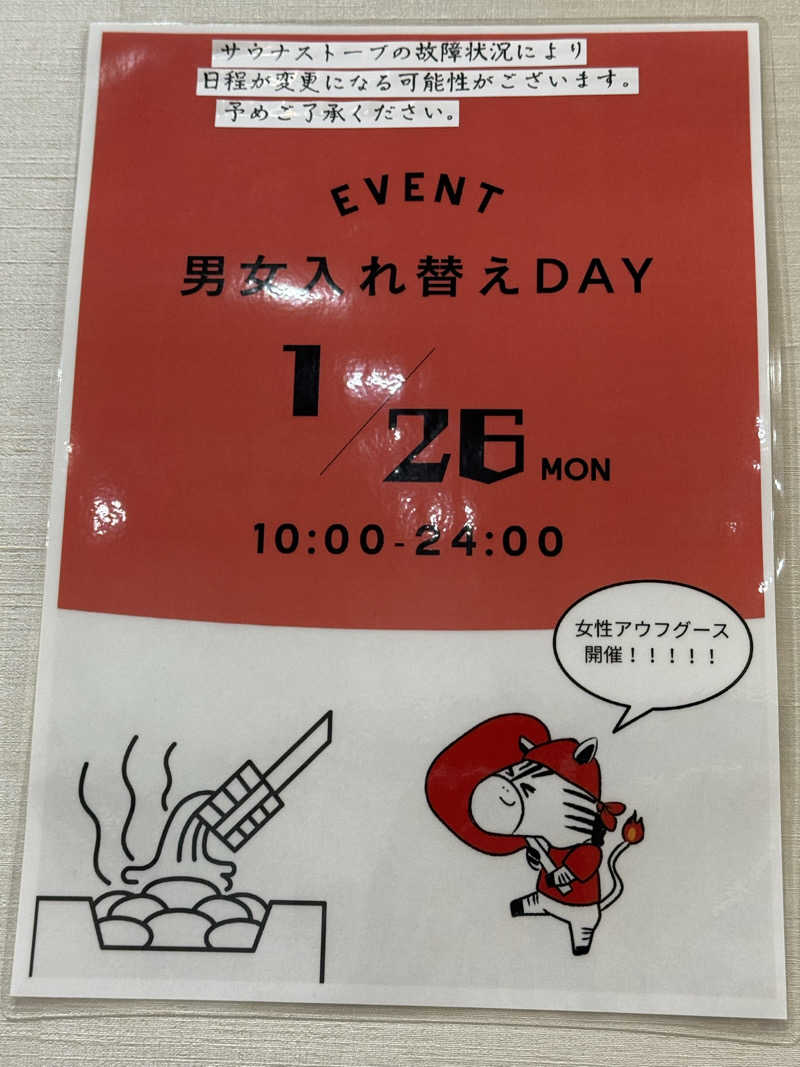 サウナストーブの故障状況により
日程が変更になる可能性がございます。
予めご了承ください。
EVENT
男女入れ替えDAY
1/26 MON
10:00-24:00
女性アウフグース
開催！！！！！